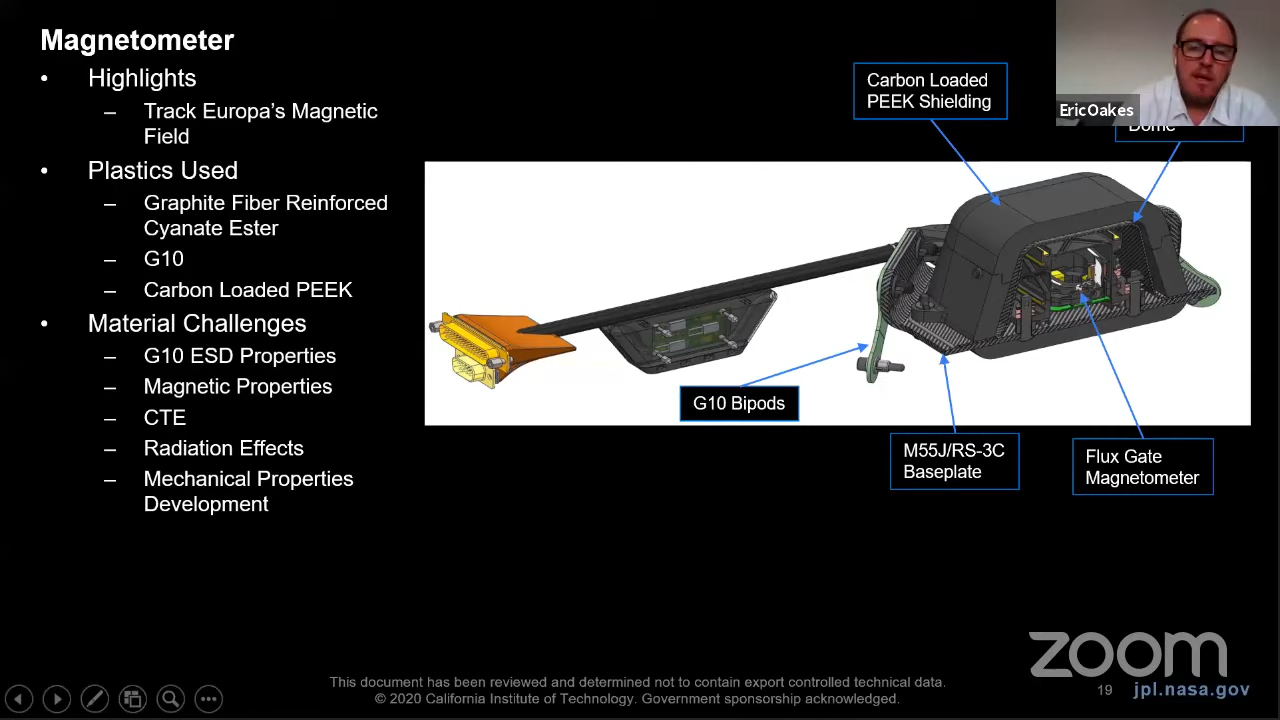 Magnetometer
• Highlights
– Track Europa's Magnetic
Field
• Plastics Used
– Graphite Fiber Reinforced
Cyanate Ester
– G10
– Carbon Loaded PEEK
• Material Challenges
– G10 ESD Properties
– Magnetic Properties
– CTE
– Radiation Effects
– Mechanical Properties
Development
Carbon Loaded
PEEK Shielding
Eric Oakes
Dome
G10 Bipods
M55J/RS-3C
Baseplate
Flux Gate
Magnetometer
This document has been reviewed and determined not to contain export controlled technical data.
© 2020 California Institute of Technology. Government sponsorship acknowledged.
zoom
19
jpl.nasa.gov